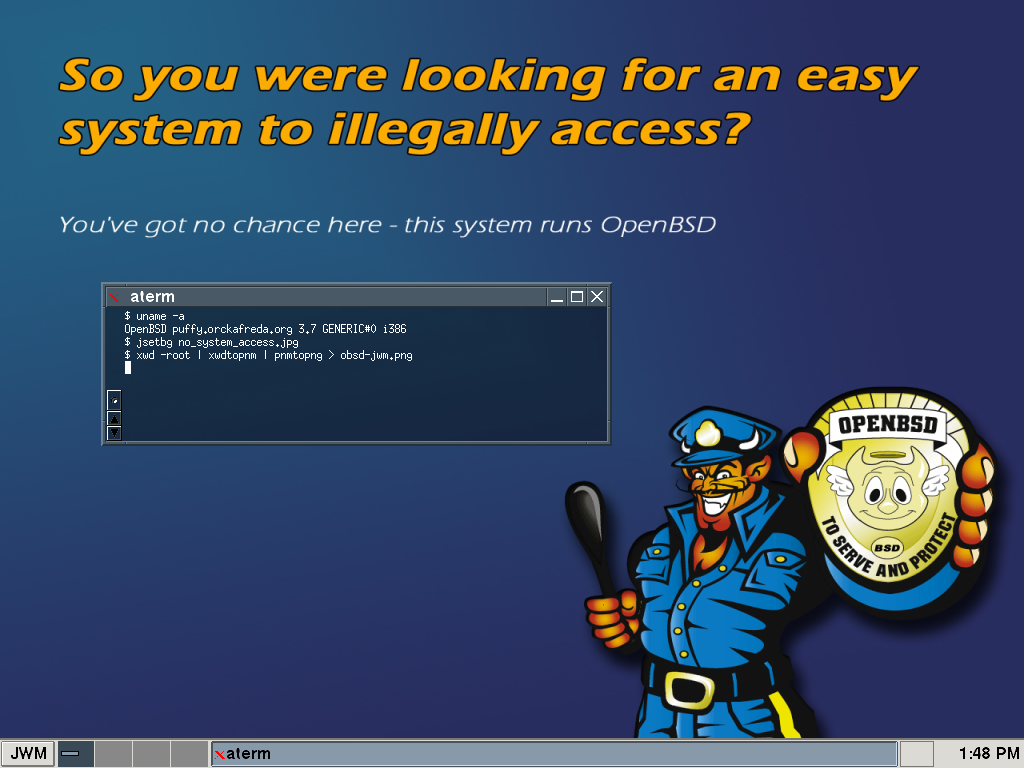 So you were looking for an easy
system to illegally access?
You've got no chance here - this system runs OpenBSD
aterm
$ uname -a
OpenBSD puffy.orckafreda.org 3.7 GENERIC#0 i386
$ jsetbg no_system_access.jpg
$ xwd -root | xwdtopnm | pnmtopng > obsd-jwm.png
OPENBSD
BSD
TO SERVE AND PROTECT
JWM
aterm
1:48 PM